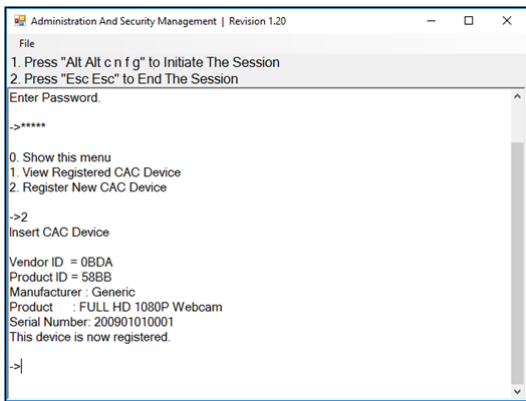 Administration And Security Management | Revision 1.20
File
1. Press "Alt Alt c n f g" to Initiate The Session
2. Press "Esc Esc" to End The Session
Enter Password.
->*****
0. Show this menu
1. View Registered CAC Device
2. Register New CAC Device
->2
Insert CAC Device
Vendor ID = 0BDA
Product ID = 58BB
Manufacturer : Generic
Product : FULL HD 1080P Webcam
Serial Number: 200901010001
This device is now registered.
->